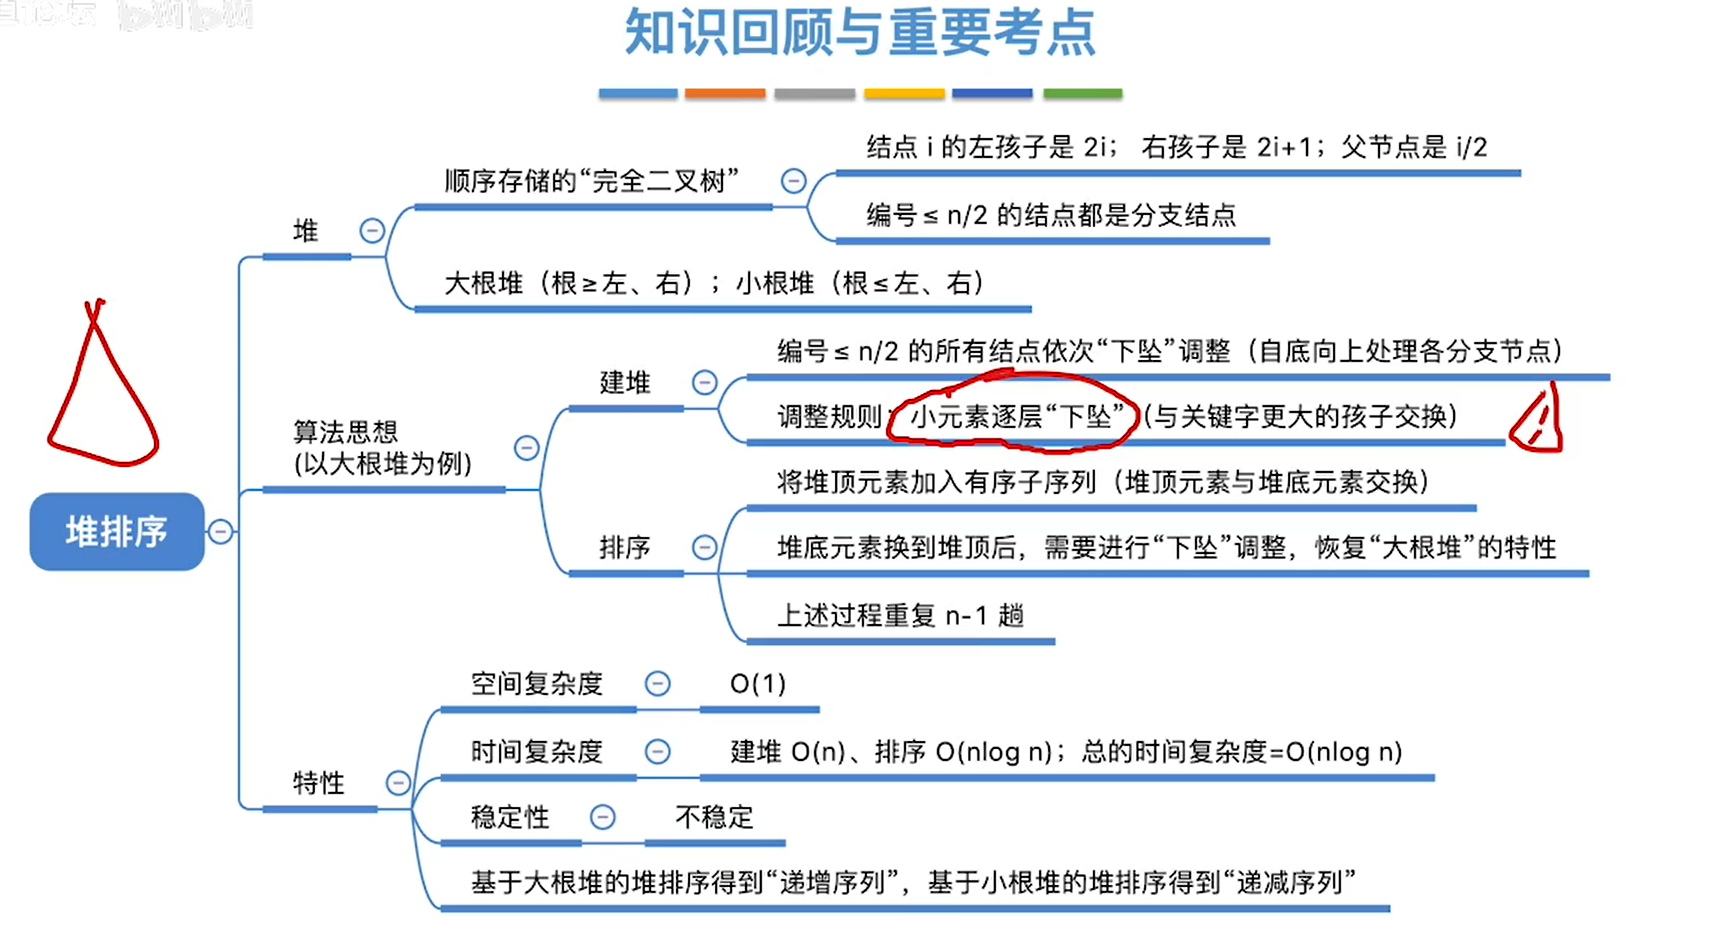 知识回顾与重要考点
结点 i 的左孩子是 2i； 右孩子是 2i+1；父节点是 i/2
顺序存储的“完全二叉树”
编号≤ n/2 的结点都是分支结点
堆
大根堆（根≥左、右）；小根堆（根≤左、右）
编号≤ n/2 的所有结点依次“下坠”调整（自底向上处理各分支节点）
建堆
调整规则：小元素逐层“下坠”（与关键字更大的孩子交换）
算法思想
(以大根堆为例)
将堆顶元素加入有序子序列（堆顶元素与堆底元素交换）
排序
堆底元素换到堆顶后，需要进行“下坠”调整，恢复“大根堆”的特性
上述过程重复 n-1 趟
堆排序
空间复杂度
O(1)
时间复杂度
建堆 O(n)、排序 O(nlog n)；总的时间复杂度=O(nlog n)
特性
稳定性
不稳定
基于大根堆的堆排序得到“递增序列”，基于小根堆的堆排序得到“递减序列”